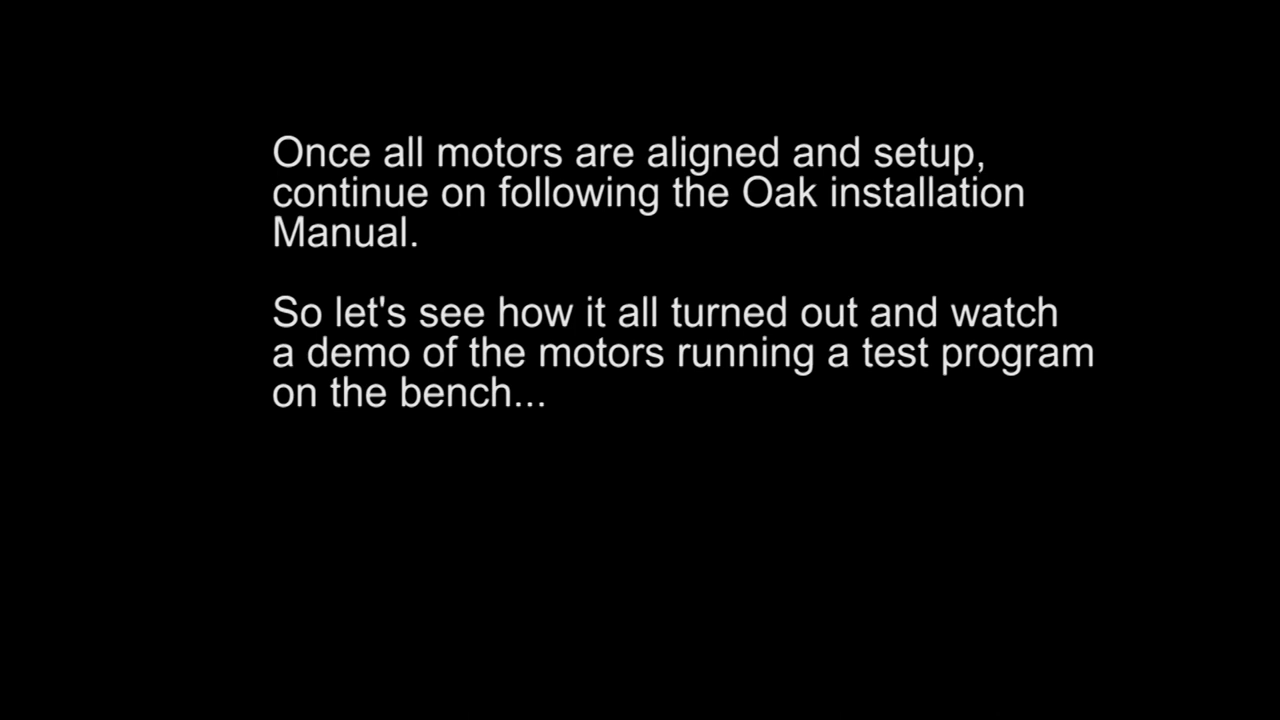 Once all motors are aligned and setup,
continue on following the Oak installation
Manual.
So let's see how it all turned out and watch
a demo of the motors running a test program
on the bench...